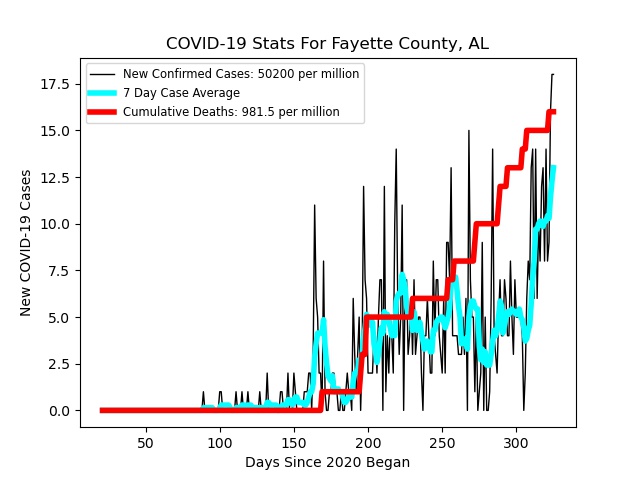 COVID-19 Stats For Fayette County, AL
New Confirmed Cases: 50200 per million
7 Day Case Average
Cumulative Deaths: 981.5 per million
New COVID-19 Cases
17.5
15.0
12.5
10.0
7.5
5.0
2.5
0.0
50 100 150 200 250 300
Days Since 2020 Began